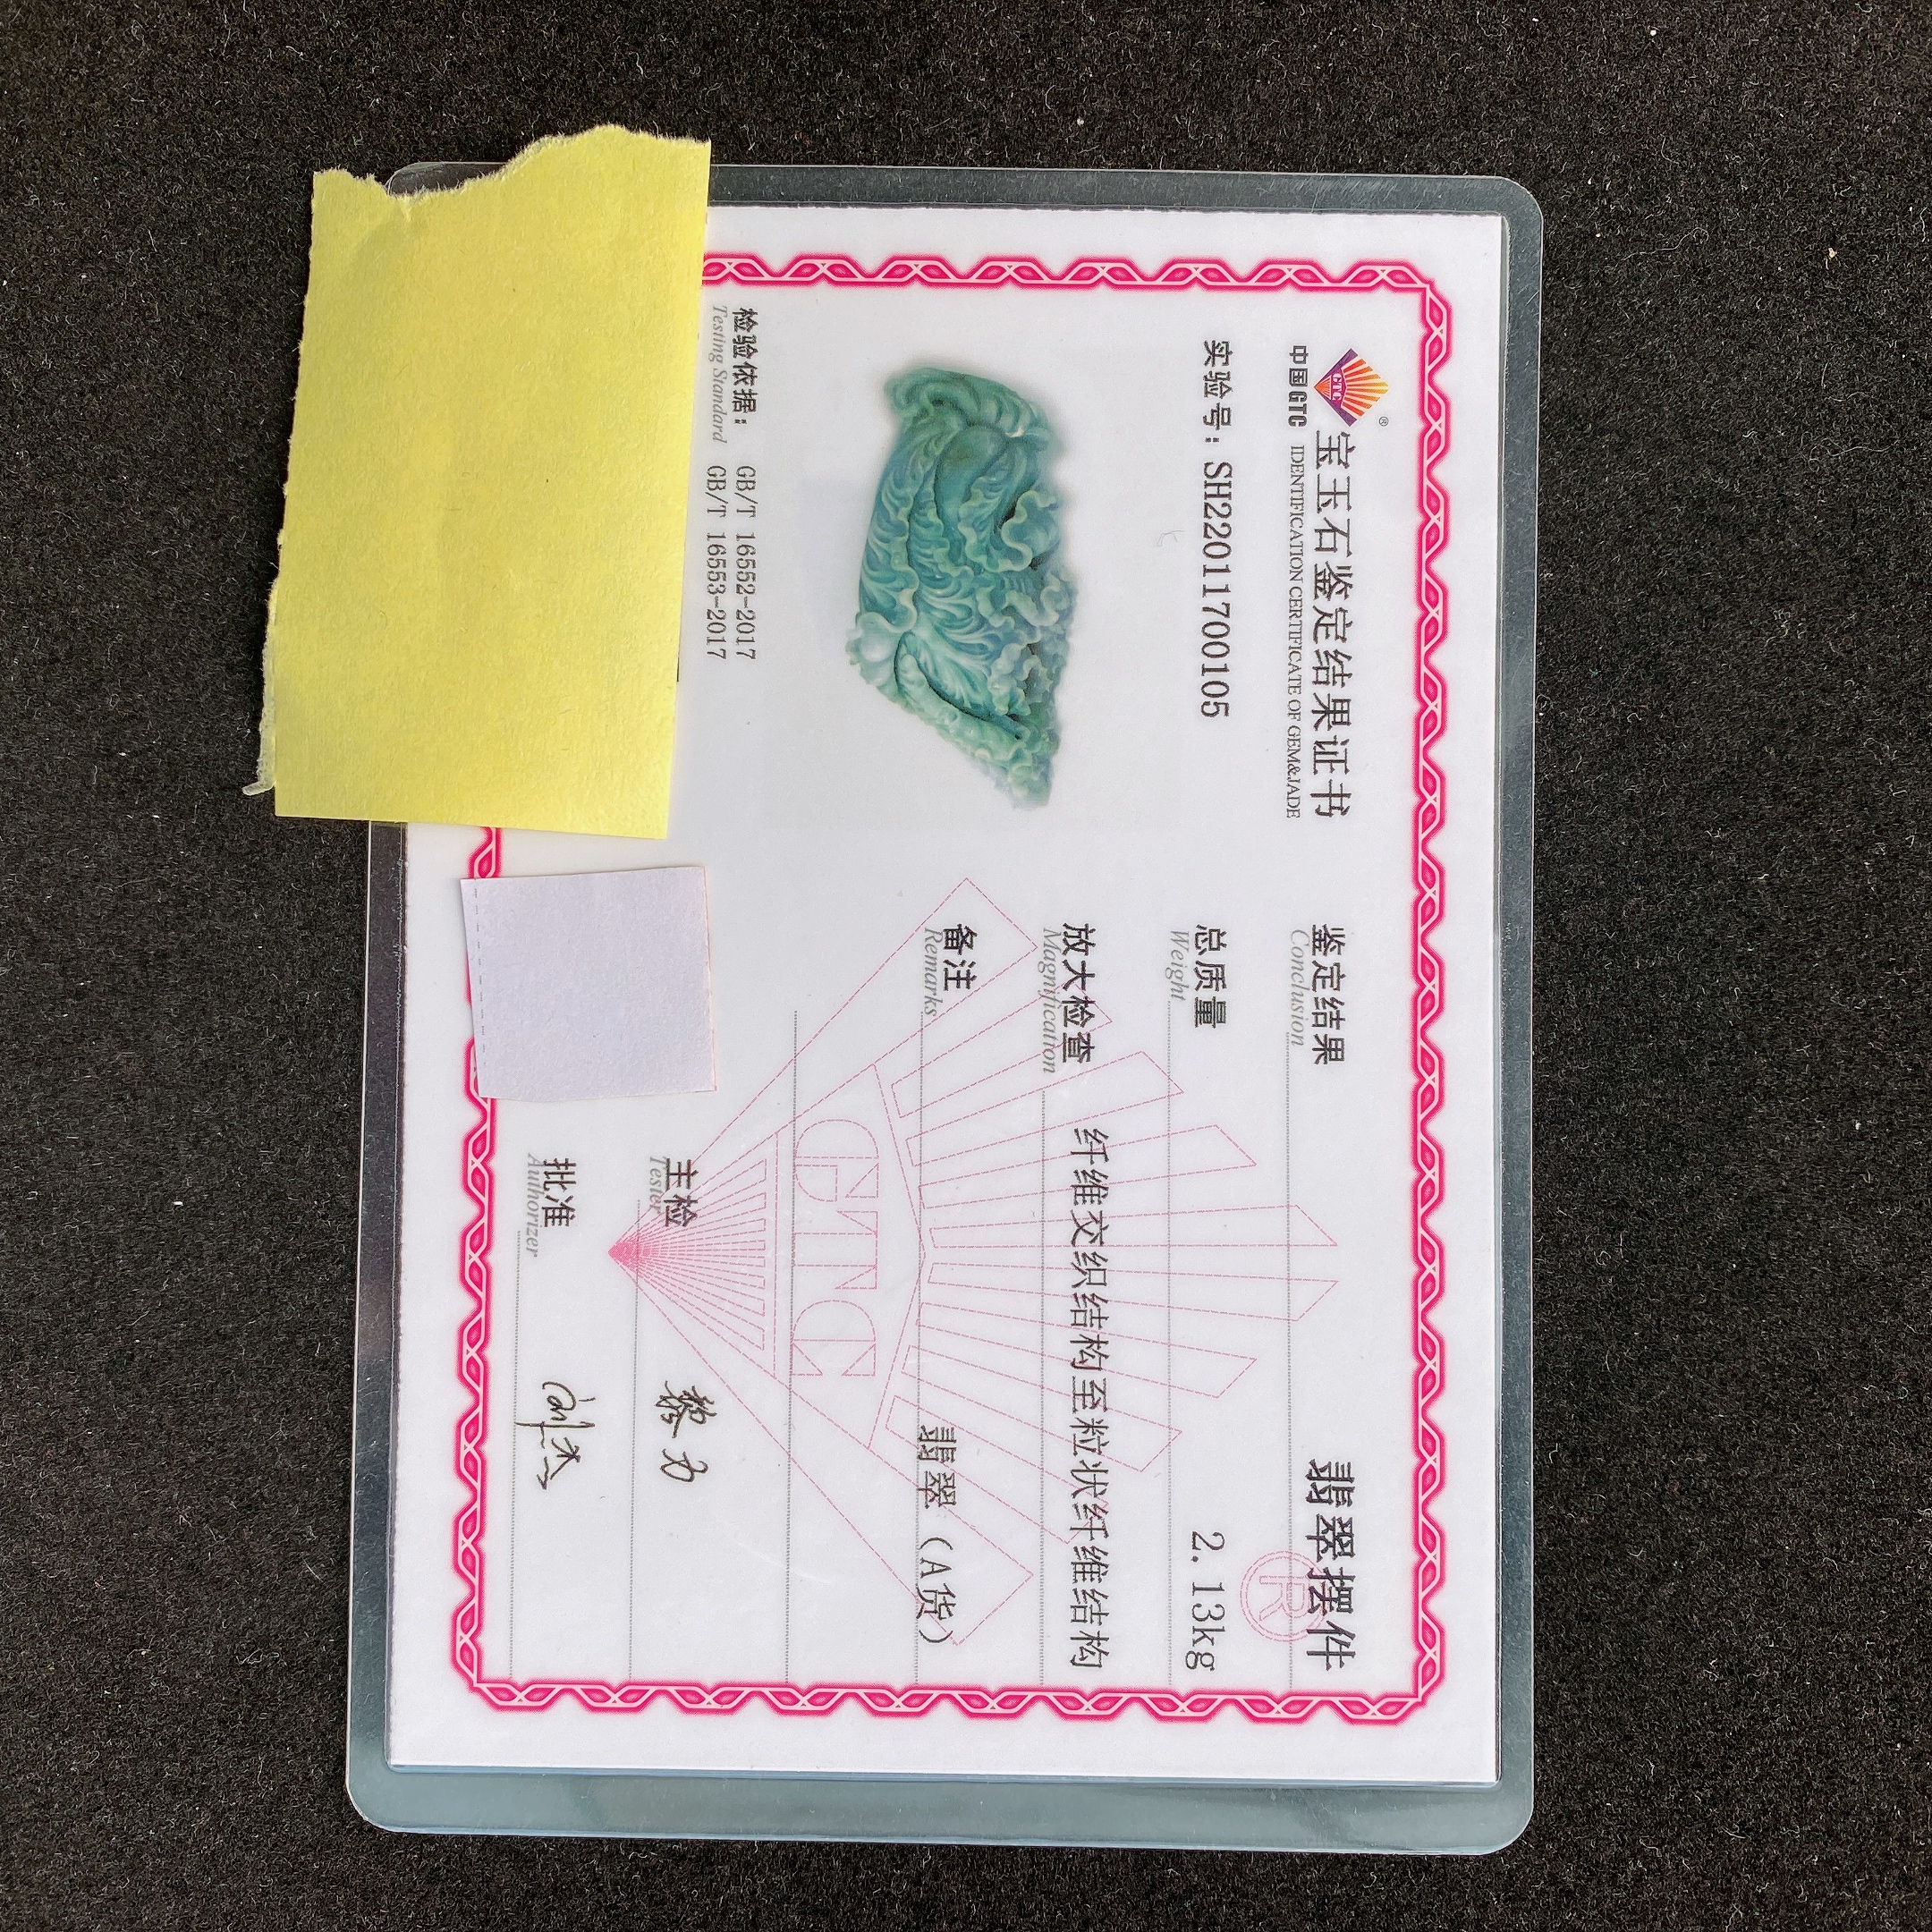 GTC
®
中国GTC
宝玉石鉴定结果证书
IDENTIFICATION CERTIFICATE OF GEM&JADE
实验号: SH22011700105
检验依据: GB/T 16552-2017
Testing Standard GB/T 16553-2017
鉴定结果 翡翠摆件
Conclusion
总质量 2.13kg
Weight
放大检查 纤维交织结构至粒状纤维结构
Magnification
备注 翡翠(A货)
Remarks
GTC
®
主检
Tester
批准
Authorizer